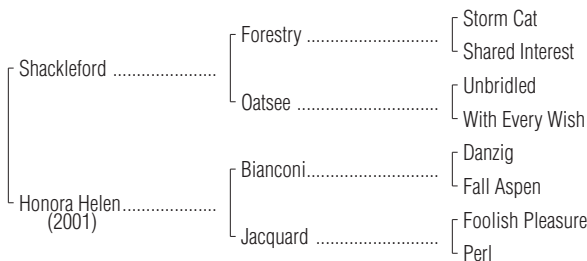 Storm Cat
Forestry
Shared Interest
Shackleford
Unbridled
Oatsee
With Every Wish
Danzig
Bianconi
Fall Aspen
Honora Helen
(2001)
Foolish Pleasure
Jacquard
Perl